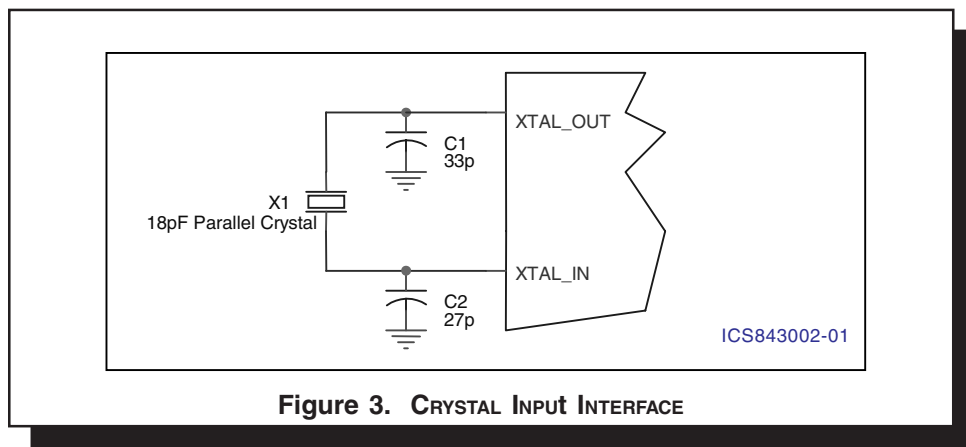 XTAL_OUT
C1
33p
X1
18pF Parallel Crystal
XTAL_IN
C2
27p
ICS843002-01
Figure 3. CRYSTAL INPUt INTERFACE